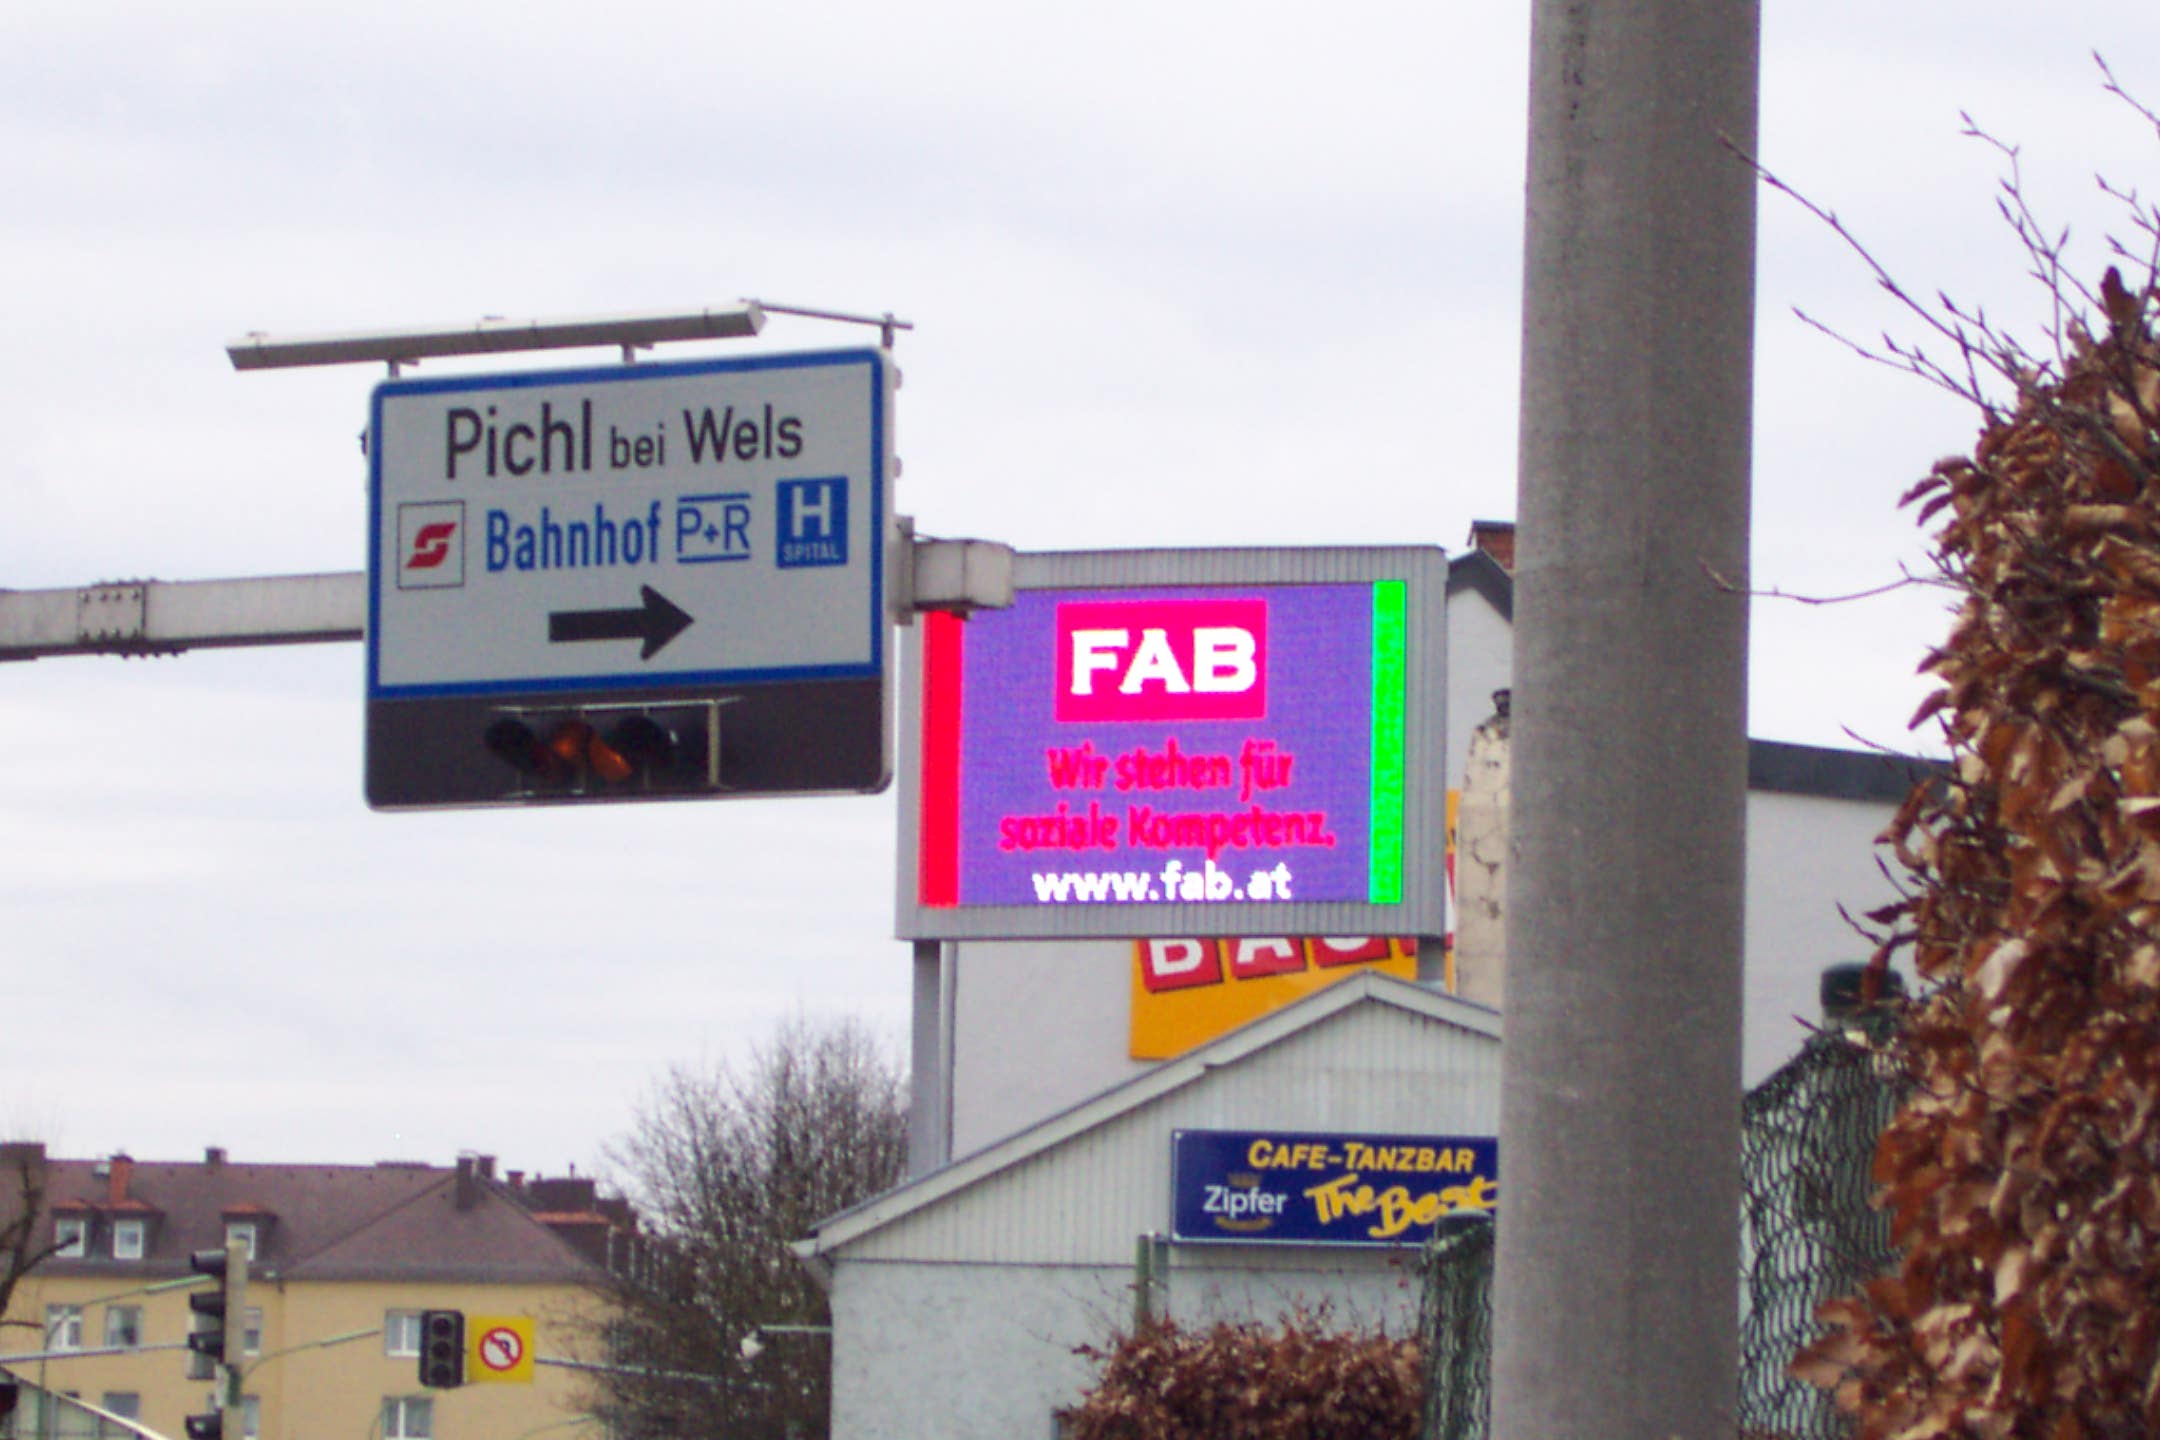 Pichl bei Wels
Bahnhof P+R H
SPITAL
FAB
Wir stehen für
soziale Kompetenz.
www.fab.at
CAFE-TANZBAR
Zipfer The Best